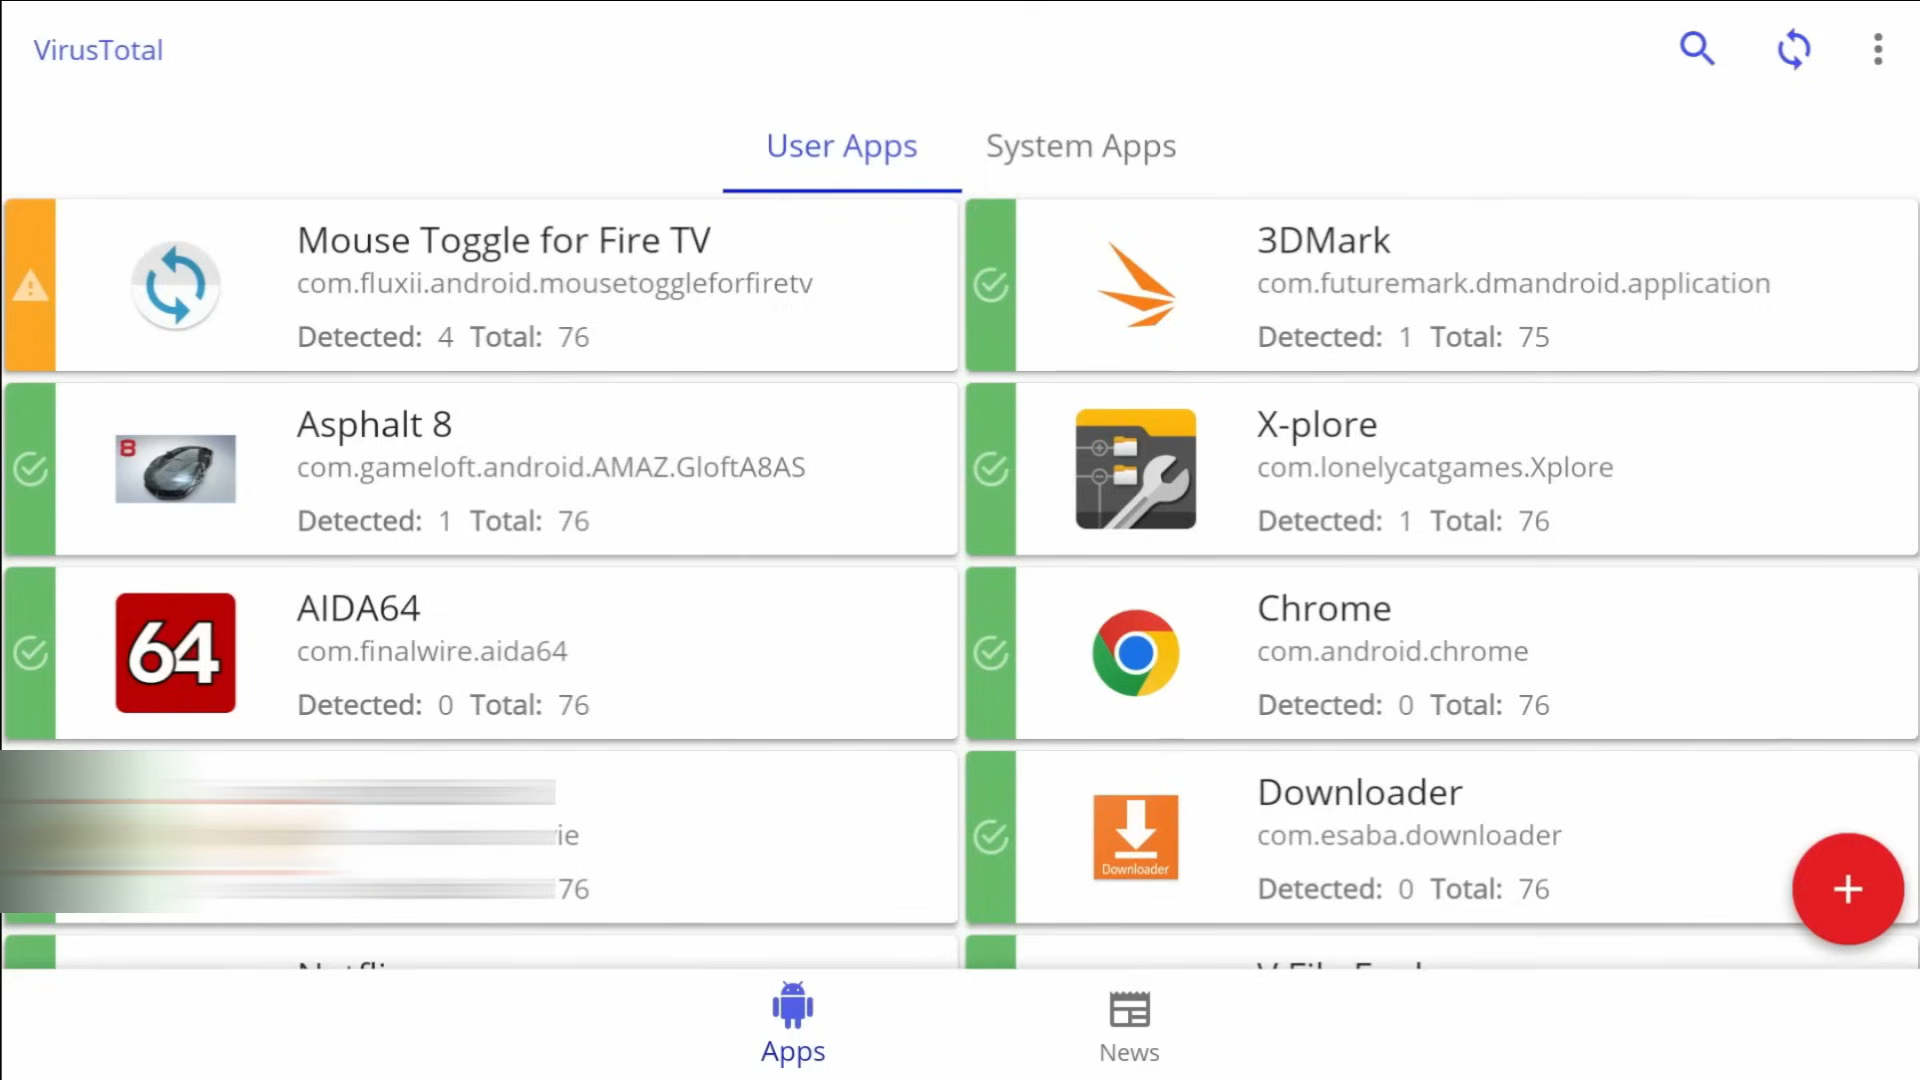 VirusTotal
User Apps
System Apps
Mouse Toggle for Fire TV
com.fluxii.android.mousetoggleforfiretv
Detected: 4 Total: 76
3DMark
com.futuremark.dmandroid.application
Detected: 1 Total: 75
8
Asphalt 8
com.gameloft.android.AMAZ.GloftA8AS
Detected: 1 Total: 76
X-plore
com.lonelycatgames.Xplore
Detected: 1 Total: 76
64
AIDA64
com.finalwire.aida64
Detected: 0 Total: 76
Chrome
com.android.chrome
Detected: 0 Total: 76
76
Downloader
Downloader
com.esaba.downloader
Detected: 0 Total: 76
Apps
News